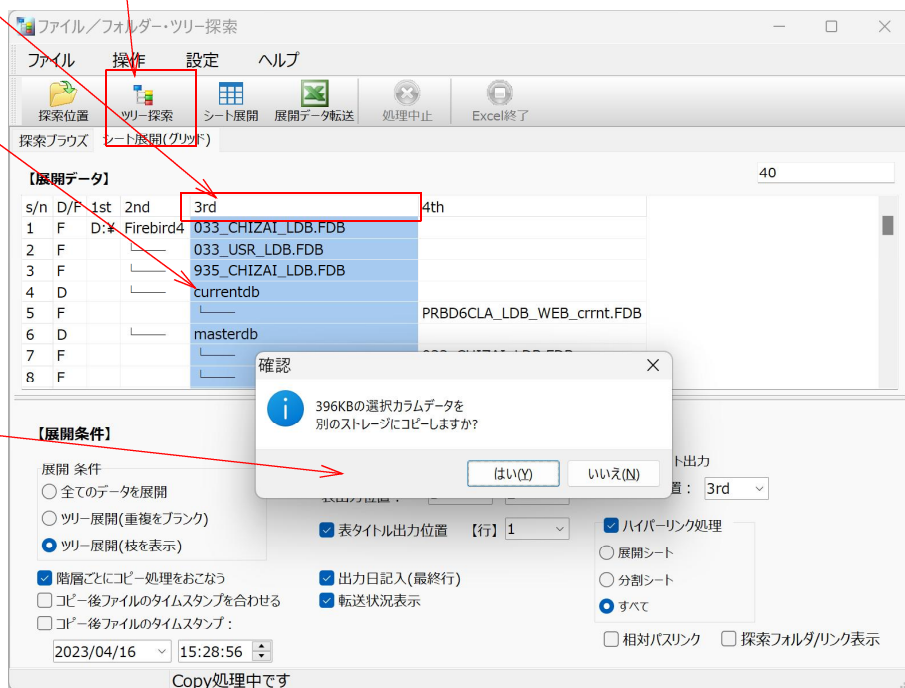 ファイル／フォルダー・ツリー探索
ファイル 操作 設定 ヘルプ
探索位置 ツリー探索 シート展開 展開データ転送 処理中止 Excel終了
探索ブラウズ シート展開(グリッド)
【展開データ】 40
s/n D/F 1st 2nd 3rd 4th
1 F D:¥ Firebird4 033_CHIZAI_LDB.FDB
2 F 033_USR_LDB.FDB
3 F 935_CHIZAI_LDB.FDB
4 D currentdb
5 F PRBD6CLA_LDB_WEB_crrnt.FDB
6 D masterdb
7 F
8 F
確認
396KBの選択カラムデータを
別のストレージにコピーしますか?
はい(Y) いいえ(N)
【展開条件】
展開 条件
全てのデータを展開
ツリー展開(重複をブランク)
ツリー展開(枝を表示)
階層ごとにコピー処理をおこなう
コピー後ファイルのタイムスタンプを合わせる
コピー後ファイルのタイムスタンプ：
2023/04/16 15:28:56
表タイトル出力位置 【行】 1
出力日記入(最終行)
転送状況表示
ト出力
置： 3rd
ハイパーリンク処理
展開シート
分割シート
すべて
相対パスリンク 探索フォルダ/リンク表示
Copy処理中です